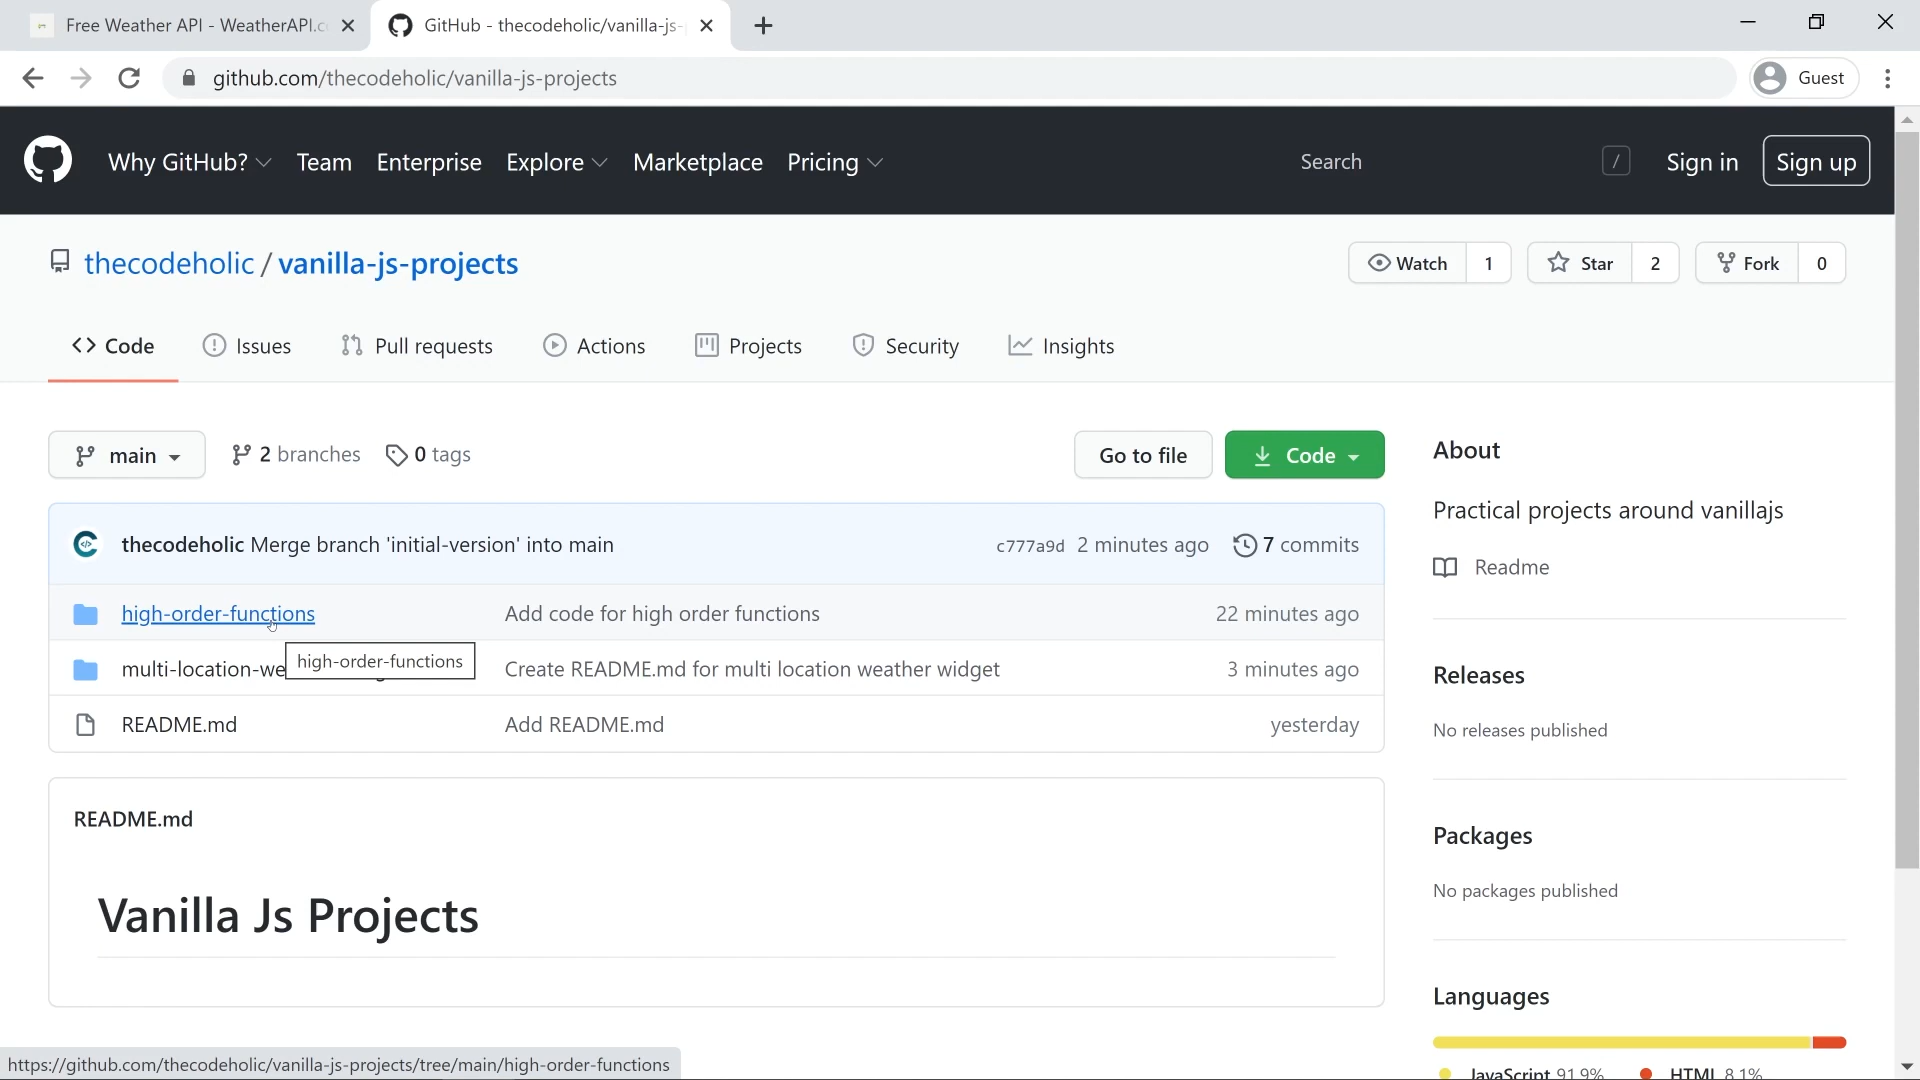 Free Weather API - WeatherAPI.c
GitHub - thecodeholic/vanilla-js-
github.com/thecodeholic/vanilla-js-projects
Guest
Why GitHub? Team Enterprise Explore Marketplace Pricing
Search /
Sign in Sign up
thecodeholic / vanilla-js-projects
Watch 1 Star 2 Fork 0
Code Issues Pull requests Actions Projects Security Insights
main 2 branches 0 tags
Go to file Code
thecodeholic Merge branch 'initial-version' into main c777a9d 2 minutes ago 7 commits
high-order-functions Add code for high order functions 22 minutes ago
multi-location-we Create README.md for multi location weather widget 3 minutes ago
high-order-functions
README.md Add README.md yesterday
README.md
Vanilla Js Projects
About
Practical projects around vanillajs
Readme
Releases
No releases published
Packages
No packages published
Languages
JavaScript 91.9% HTML 8.1%
https://github.com/thecodeholic/vanilla-js-projects/tree/main/high-order-functions